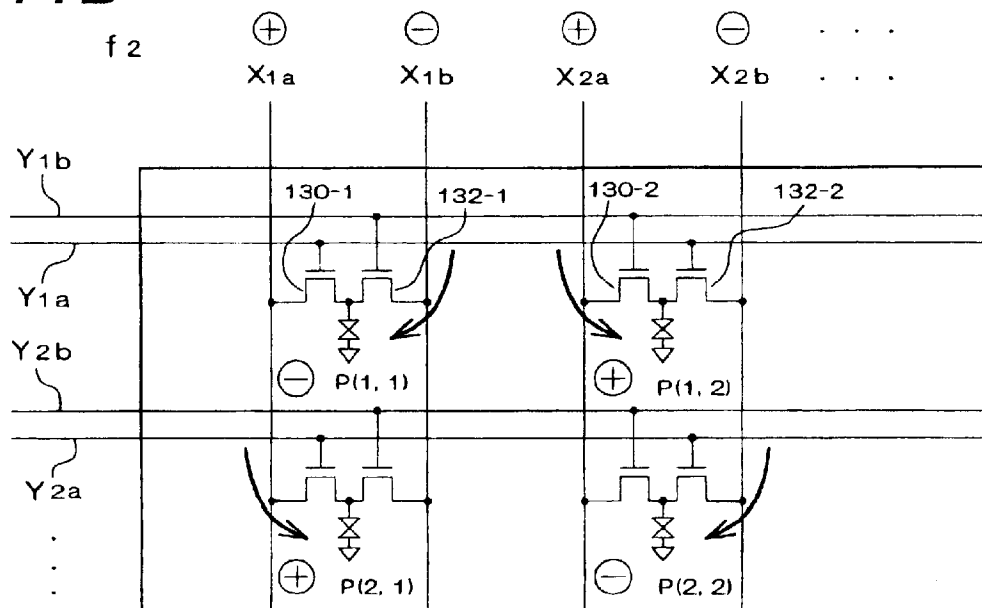 f2
⊕ ⊖ ⊕ ⊖ . . .
X1a X1b X2a X2b . . .
Y1b
130-1 132-1 130-2 132-2
Y1a
Y2b
⊖ P(1, 1) ⊕ P(1, 2)
Y2a
⊕ P(2, 1) ⊖ P(2, 2)